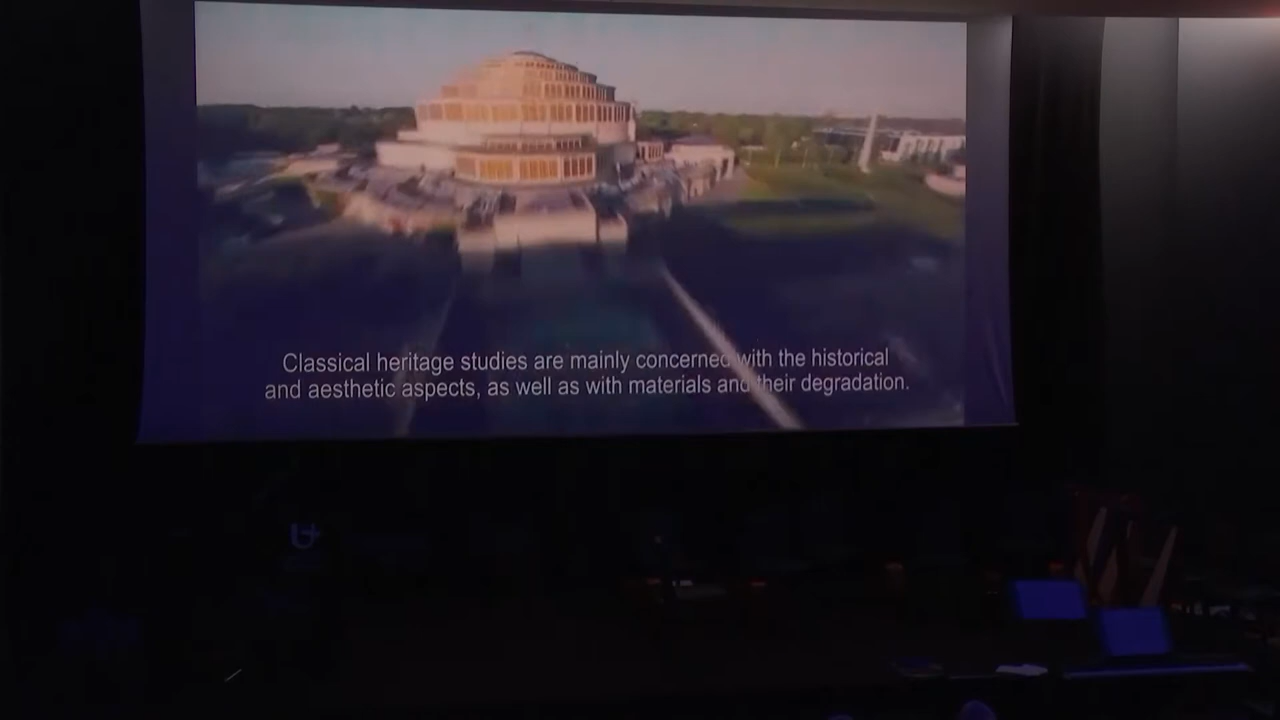 Classical heritage studies are mainly concerned with the historical
and aesthetic aspects, as well as with materials and their degradation.